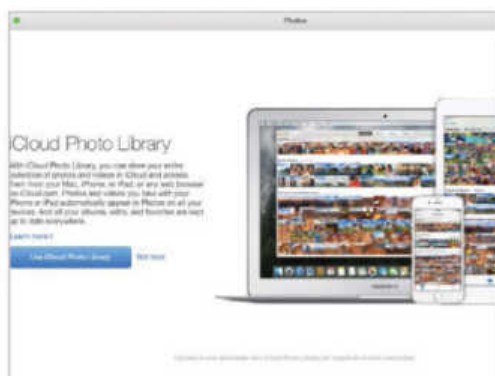 Photos
iCloud Photo Library
With iCloud Photo Library, you can store your entire
collection of photos and videos in iCloud and access
them from your Mac, iPhone, or iPad, or any web browser
on iCloud.com. Photos and videos you take with your
iPhone or iPad automatically appear in Photos on all your
devices. And all your albums, edits, and favorites are kept
up to date everywhere.
Learn more
Use iCloud Photo Library
Not Now